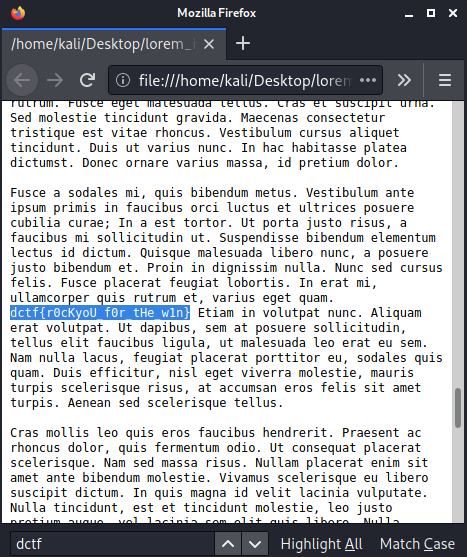 Mozilla Firefox
/home/kali/Desktop/lorem_
file:///home/kali/Desktop/lorem
rutrum. Fusce eget malesuada tellus. Cras et suscipit urna.
Sed molestie tincidunt gravida. Maecenas consectetur
tristique est vitae rhoncus. Vestibulum cursus aliquet
tincidunt. Duis ut varius nunc. In hac habitasse platea
dictumst. Donec ornare varius massa, id pretium dolor.
Fusce a sodales mi, quis bibendum metus. Vestibulum ante
ipsum primis in faucibus orci luctus et ultrices posuere
cubilia curae; In a est tortor. Ut porta justo risus, a
faucibus mi sollicitudin ut. Suspendisse bibendum elementum
lectus id dictum. Quisque malesuada libero nunc, a posuere
justo bibendum et. Proin in dignissim nulla. Nunc sed cursus
felis. Fusce placerat feugiat lobortis. In erat mi,
ullamcorper quis rutrum et, varius eget quam.
dctf{r0cKyoU_f0r_tHe_w1n} Etiam in volutpat nunc. Aliquam
erat volutpat. Ut dapibus, sem at posuere sollicitudin,
tellus elit faucibus ligula, ut malesuada leo erat eu sem.
Nam nulla lacus, feugiat placerat porttitor eu, sodales quis
quam. Duis efficitur, nisl eget viverra molestie, mauris
turpis scelerisque risus, at accumsan eros felis sit amet
turpis. Aenean sed scelerisque tellus.
Cras mollis leo quis eros faucibus hendrerit. Praesent ac
rhoncus dolor, quis fermentum odio. Ut consequat placerat
scelerisque. Nam sed massa risus. Nullam placerat enim sit
amet ante bibendum molestie. Vivamus scelerisque eu libero
suscipit dictum. In quis magna id velit lacinia vulputate.
Nulla tincidunt, est et tincidunt molestie, leo justo
pretium augue, vel lacinia sem elit quis libero. Nulla
dctf
Highlight All
Match Case